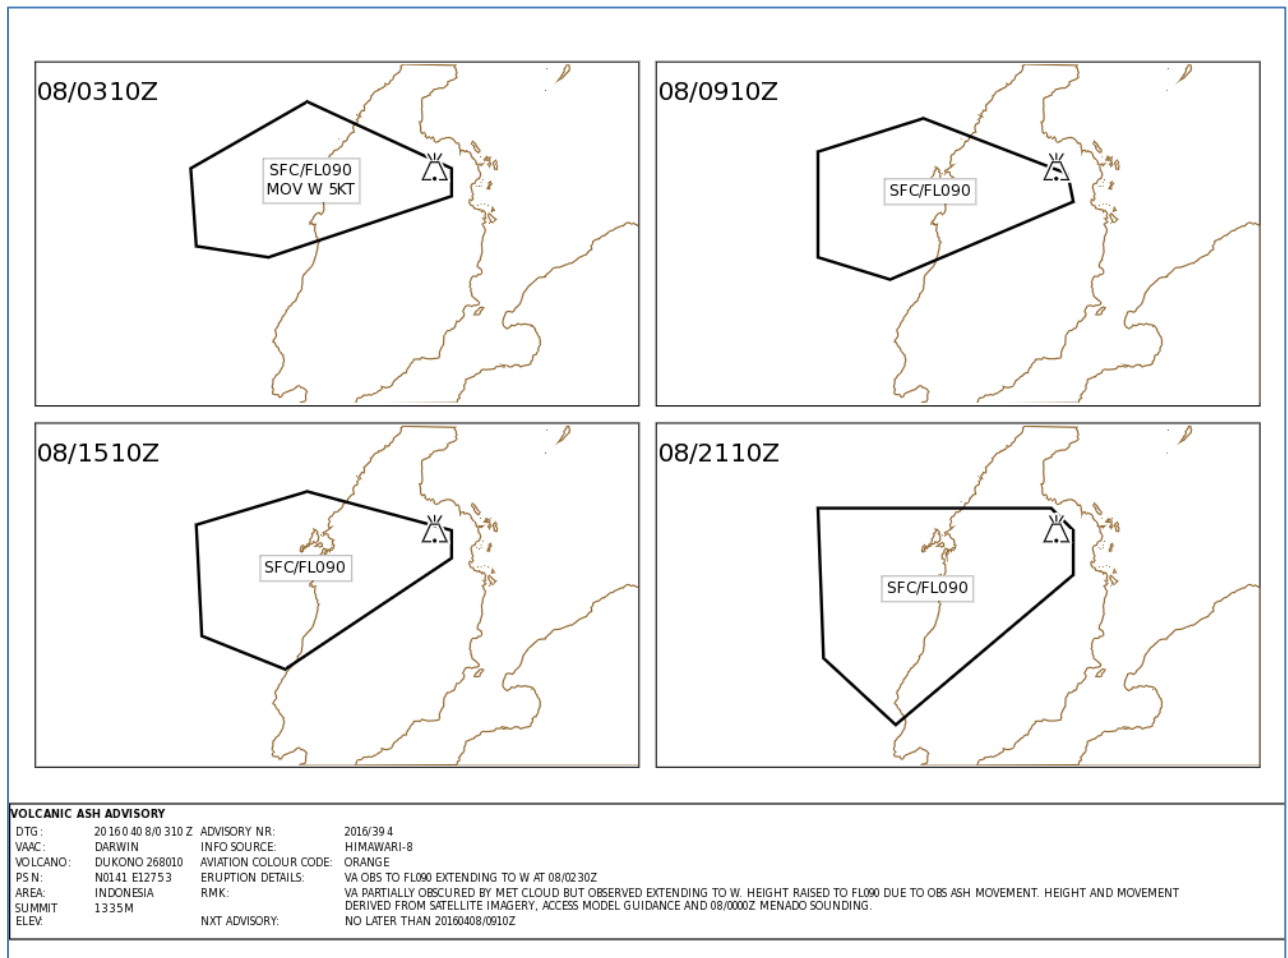 08/0310Z
SFC/FL090
MOV W 5KT
08/0910Z
SFC/FL090
08/1510Z
SFC/FL090
08/2110Z
SFC/FL090
VOLCANIC ASH ADVISORY
DTG: 20160408/0310Z ADVISORY NR: 2016/394
VAAC: DARWIN INFO SOURCE: HIMAWARI-8
VOLCANO: DUKONO 268010 AVIATION COLOUR CODE: ORANGE
PSN: N0141 E12753 ERUPTION DETAILS: VA OBS TO FL090 EXTENDING TO W AT 08/0230Z
AREA: INDONESIA RMK: VA PARTIALLY OBSCURED BY MET CLOUD BUT OBSERVED EXTENDING TO W. HEIGHT RAISED TO FL090 DUE TO OBS ASH MOVEMENT. HEIGHT AND MOVEMENT
SUMMIT 1335M DERIVED FROM SATELLITE IMAGERY, ACCESS MODEL GUIDANCE AND 08/0000Z MENADO SOUNDING.
ELEV: NXT ADVISORY: NO LATER THAN 20160408/0910Z